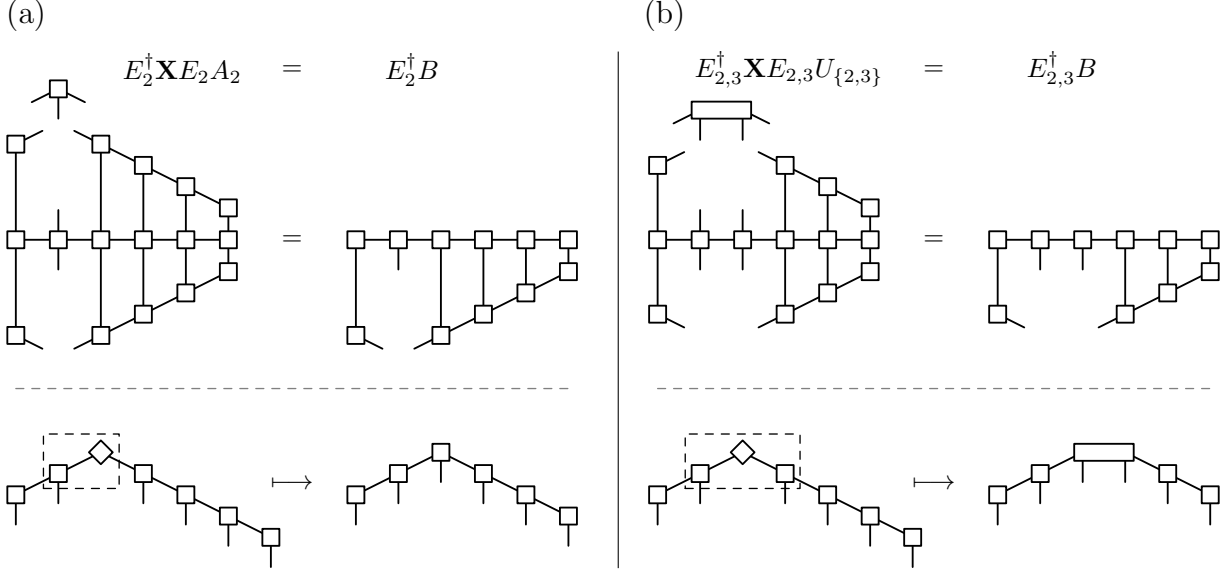 (a)
(b)
$E_2^\dagger \mathbf{X} E_2 A_2 = E_2^\dagger B$
$E_{2,3}^\dagger \mathbf{X} E_{2,3} U_{\{2,3\}} = E_{2,3}^\dagger B$
=
=
⟼
⟼